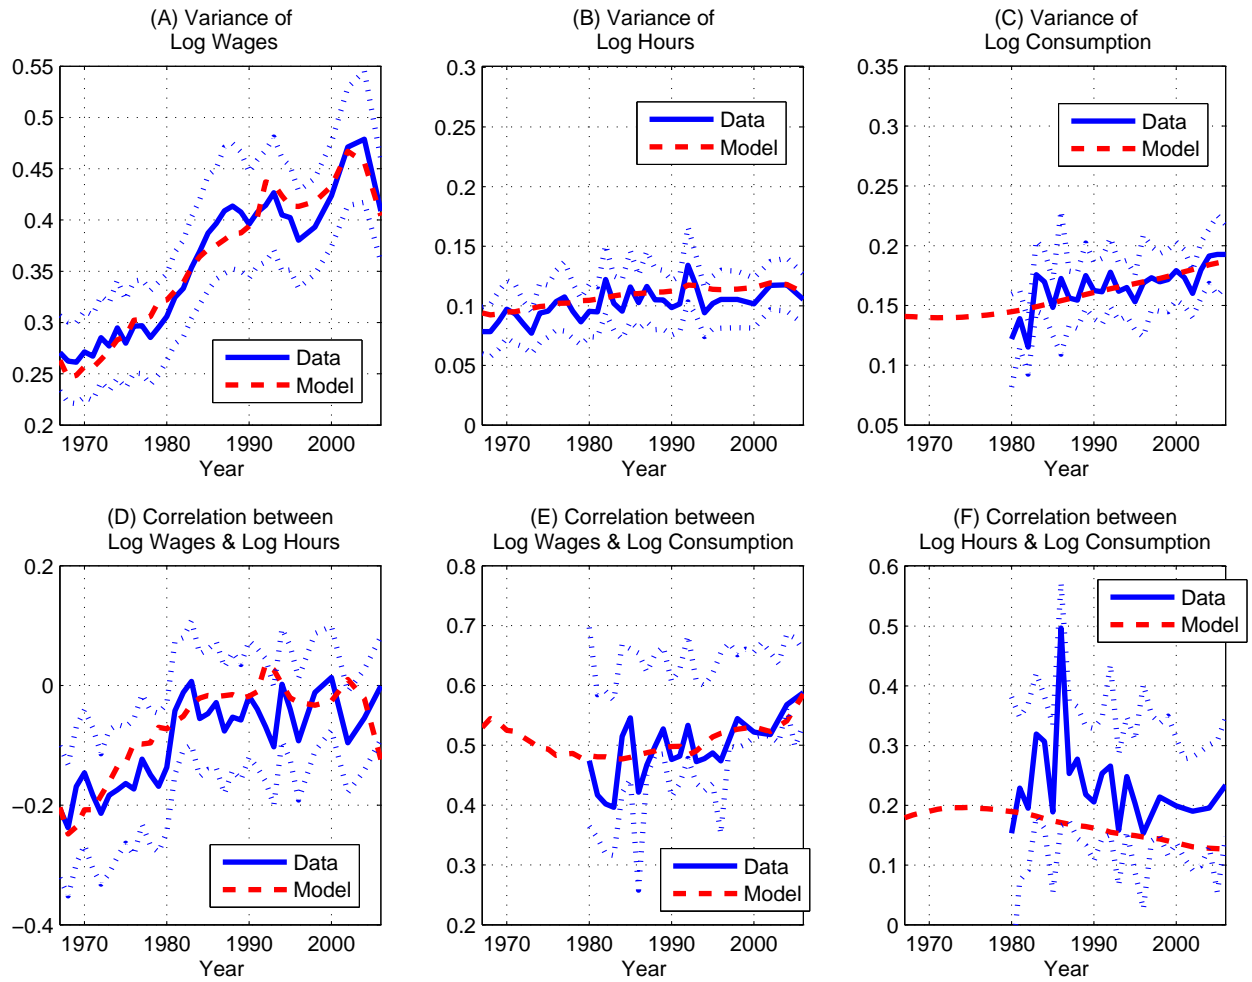 (A) Variance of
Log Wages
0.55
0.5
0.45
0.4
0.35
0.3
0.25
0.2
Data
Model
1970 1980 1990 2000
Year
(B) Variance of
Log Hours
0.3
0.25
0.2
0.15
0.1
0.05
0
Data
Model
1970 1980 1990 2000
Year
(C) Variance of
Log Consumption
0.35
0.3
0.25
0.2
0.15
0.1
0.05
Data
Model
1970 1980 1990 2000
Year
(D) Correlation between
Log Wages & Log Hours
0.2
0
−0.2
−0.4
Data
Model
1970 1980 1990 2000
Year
(E) Correlation between
Log Wages & Log Consumption
0.8
0.7
0.6
0.5
0.4
0.3
0.2
Data
Model
1970 1980 1990 2000
Year
(F) Correlation between
Log Hours & Log Consumption
0.6
0.5
0.4
0.3
0.2
0.1
0
Data
Model
1970 1980 1990 2000
Year